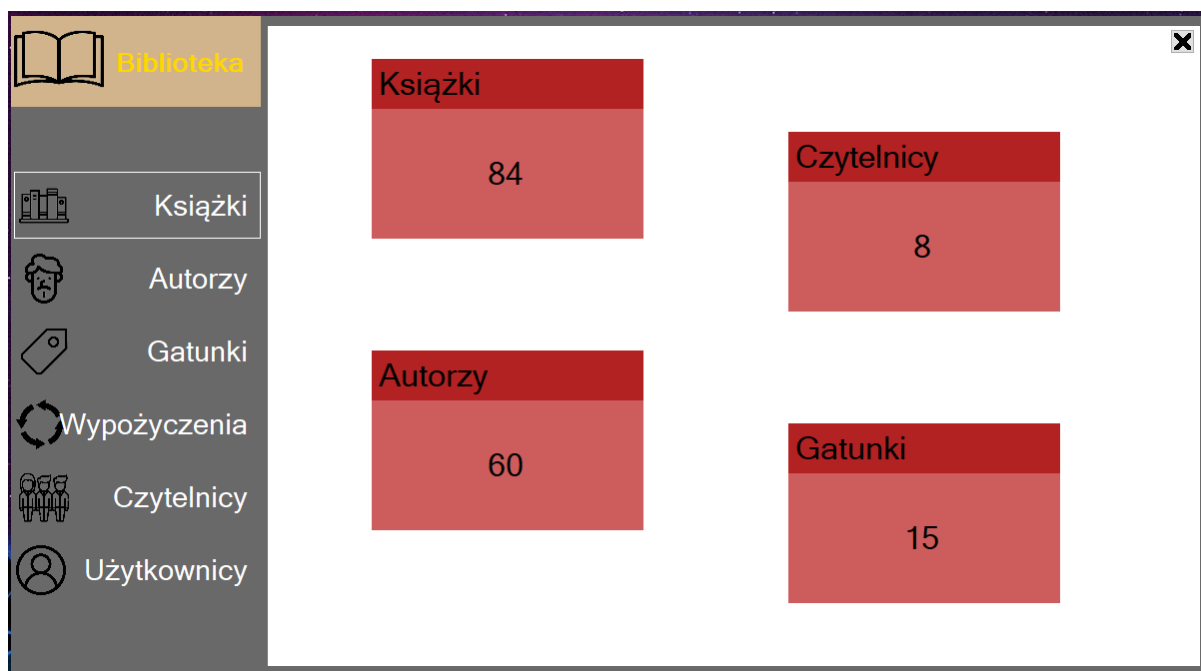 Biblioteka
Książki
Autorzy
Gatunki
Wypożyczenia
Czytelnicy
Użytkownicy
Książki
84
Czytelnicy
8
Autorzy
60
Gatunki
15